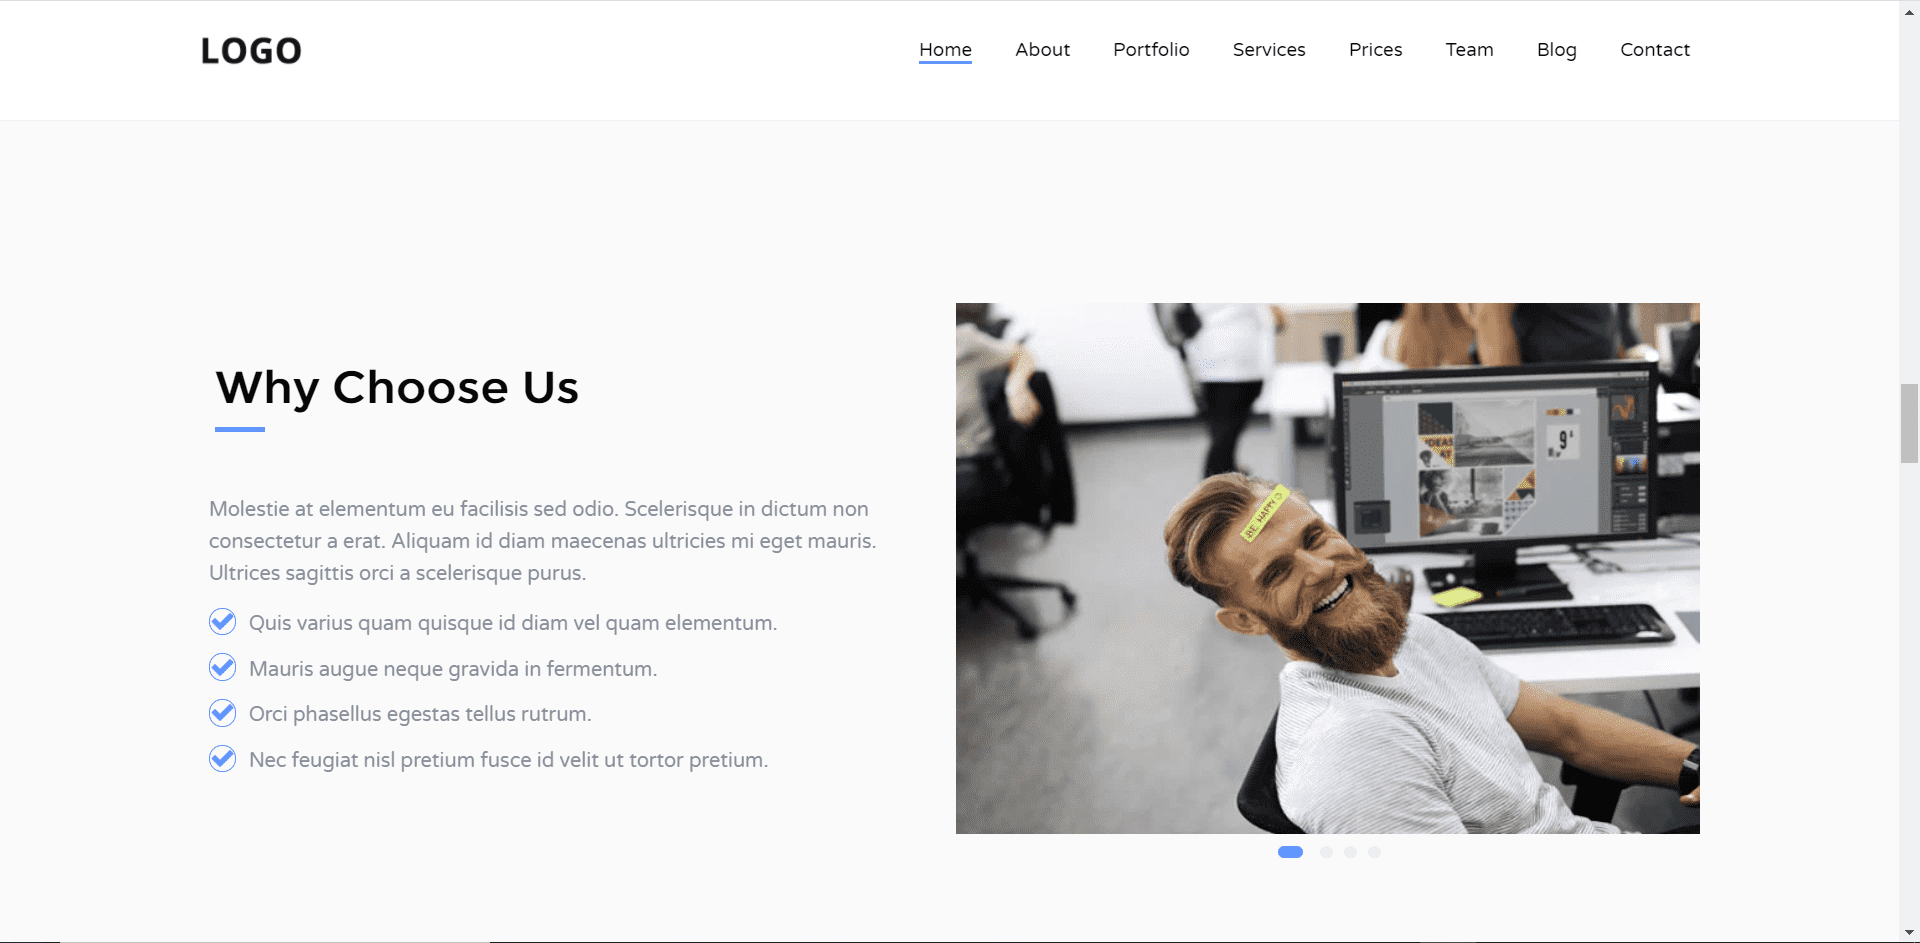 LOGO
Home
About
Portfolio
Services
Prices
Team
Blog
Contact
Why Choose Us
Molestie at elementum eu facilisis sed odio. Scelerisque in dictum non
consectetur a erat. Aliquam id diam maecenas ultricies mi eget mauris.
Ultrices sagittis orci a scelerisque purus.
Quis varius quam quisque id diam vel quam elementum.
Mauris augue neque gravida in fermentum.
Orci phasellus egestas tellus rutrum.
Nec feugiat nisl pretium fusce id velit ut tortor pretium.
BE HAPPY